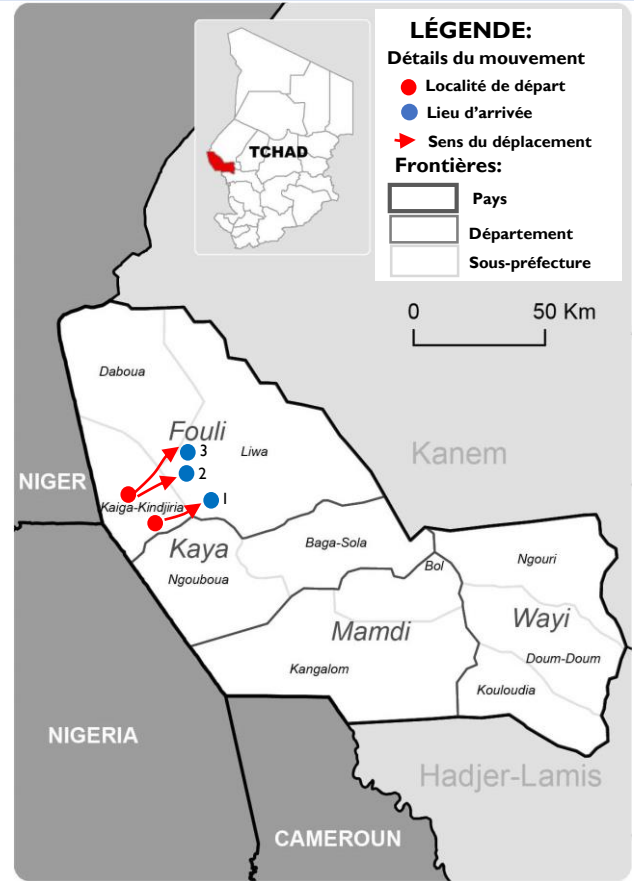 LÉGENDE:
Détails du mouvement
Localité de départ
Lieu d'arrivée
Sens du déplacement
Frontières:
Pays
Département
Sous-préfecture
TCHAD
0 50 Km
Daboua
Fouli
3
Liwa
2
Kanem
NIGER
1
Kaiga-Kindjiria
Kaya
Baga-Sola
Ngouboua
Bol
Ngouri
Wayi
Mamdi
Doum-Doum
Kangalom
Kouloudia
NIGERIA
Hadjer-Lamis
CAMEROUN